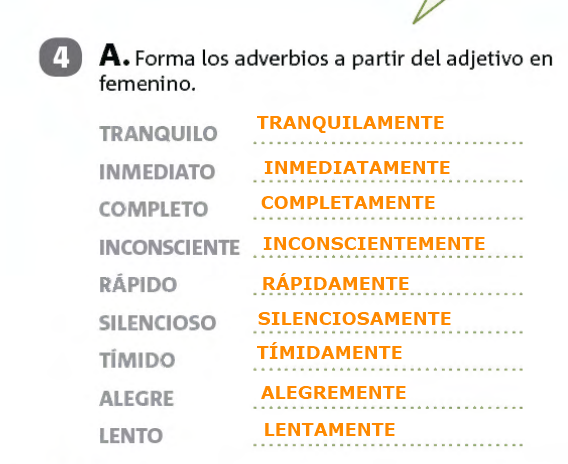 4 A. Forma los adverbios a partir del adjetivo en
femenino.
TRANQUILO TRANQUILAMENTE
INMEDIATO INMEDIATAMENTE
COMPLETO COMPLETAMENTE
INCONSCIENTE INCONSCIENTEMENTE
RÁPIDO RÁPIDAMENTE
SILENCIOSO SILENCIOSAMENTE
TÍMIDO TÍMIDAMENTE
ALEGRE ALEGREMENTE
LENTO LENTAMENTE